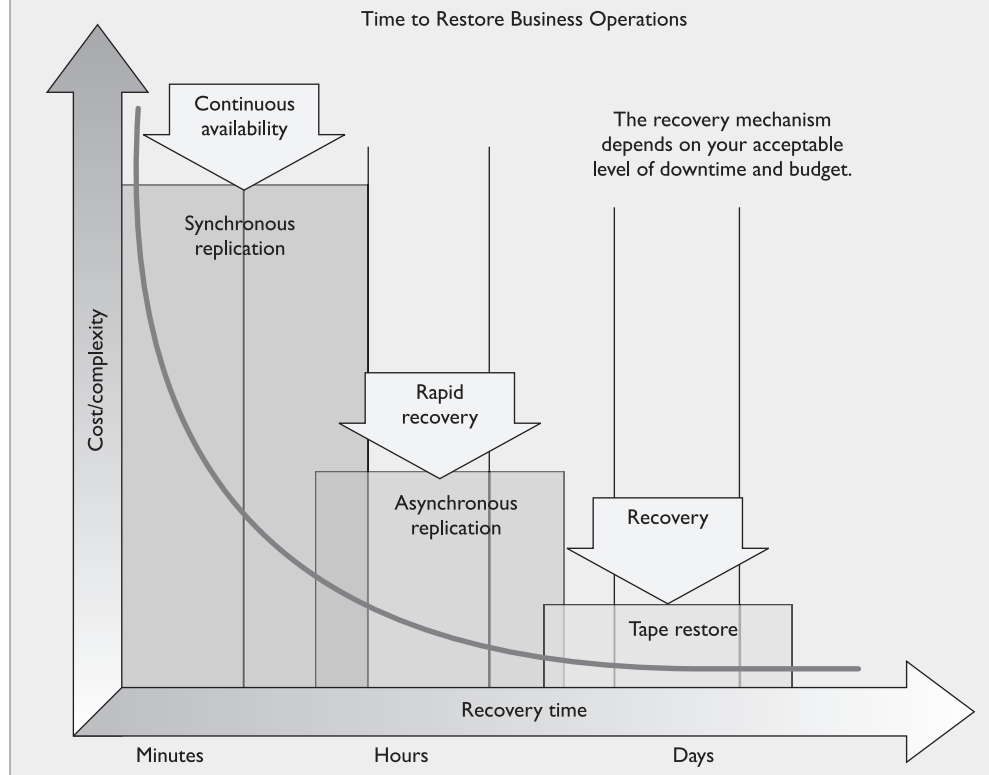 Time to Restore Business Operations
Continuous
availability
The recovery mechanism
depends on your acceptable
level of downtime and budget.
Synchronous
replication
Cost/complexity
Rapid
recovery
Asynchronous
replication
Recovery
Tape restore
Recovery time
Minutes
Hours
Days